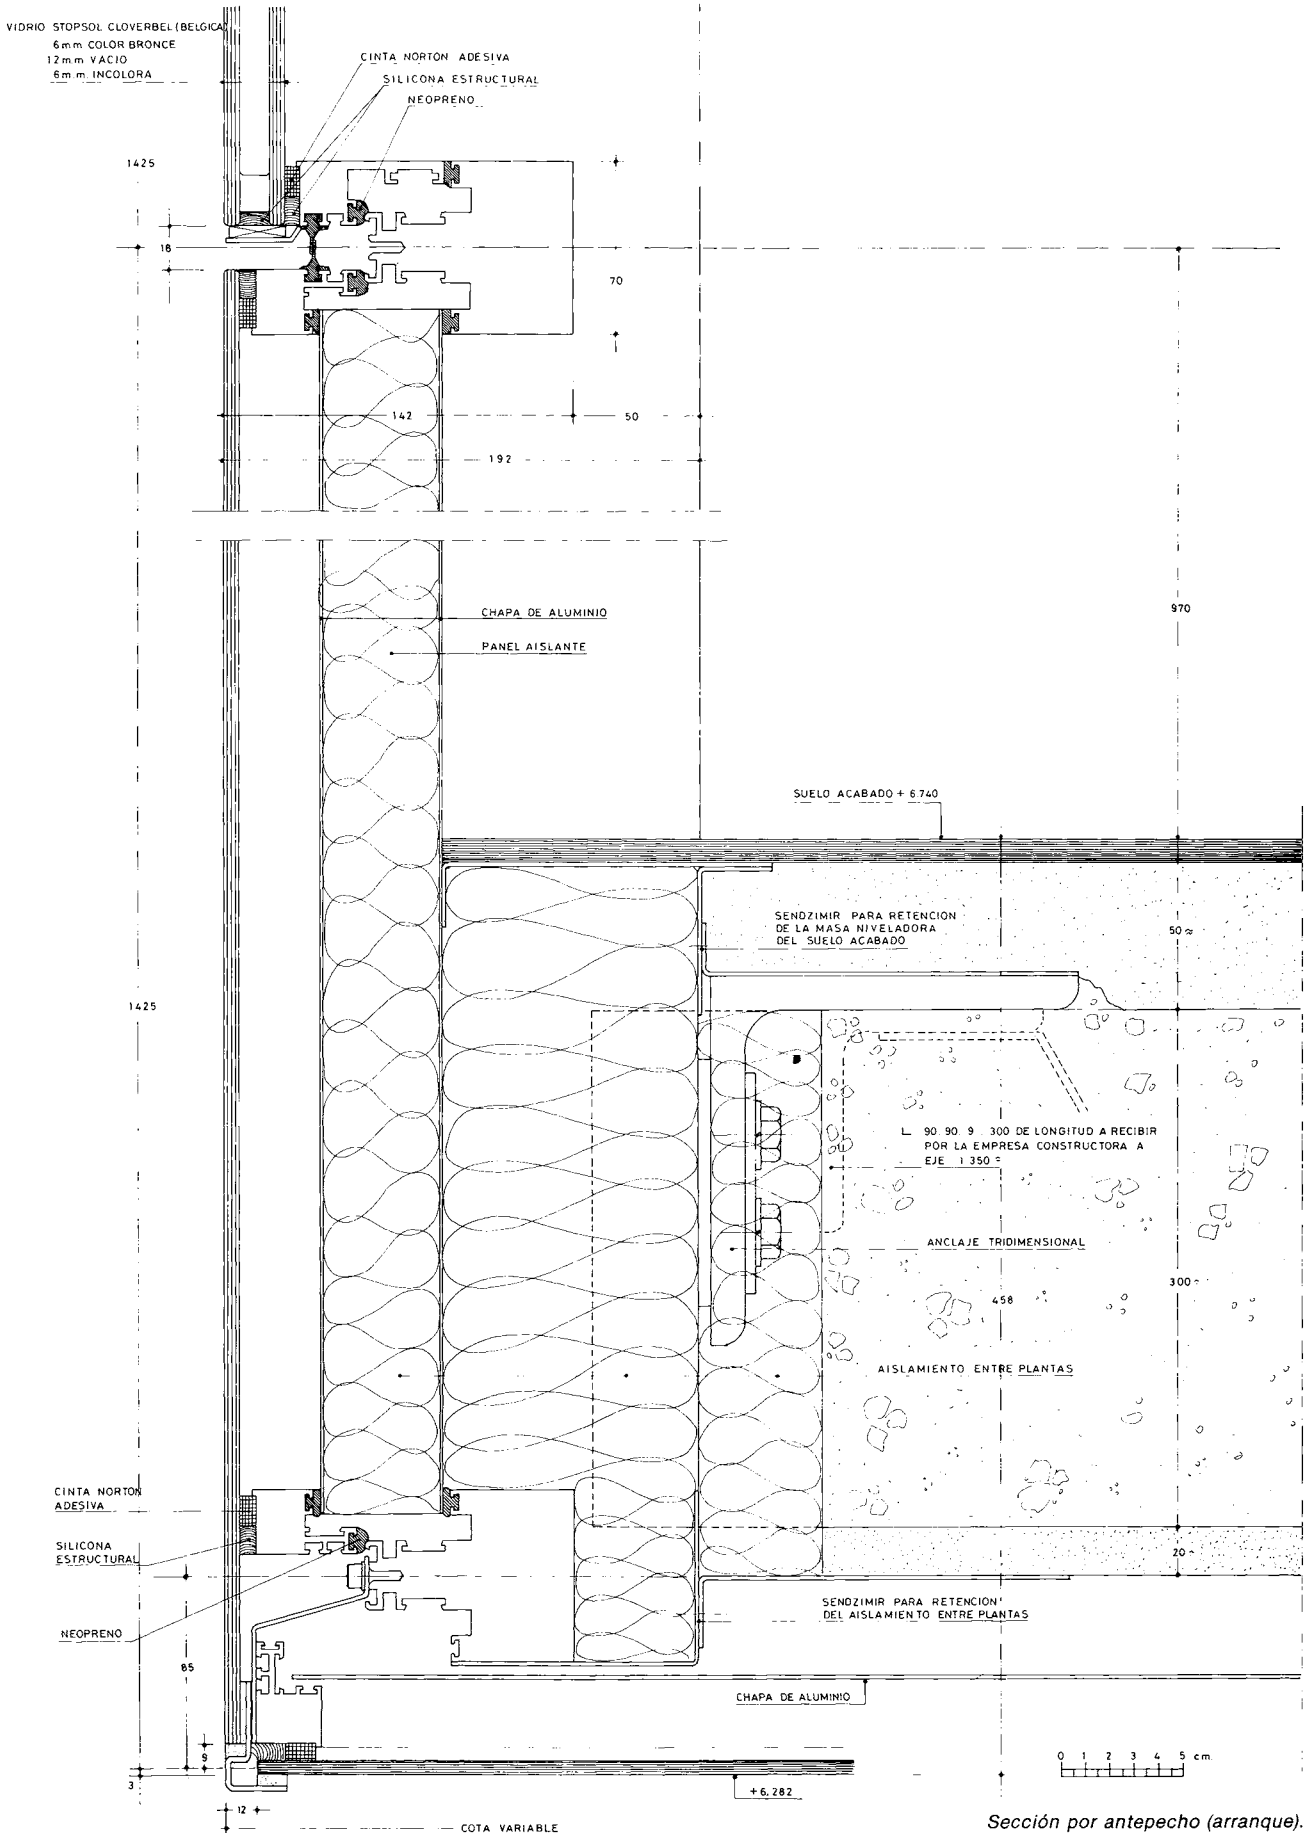 VIDRIO STOPSOL CLOVERBEL (BELGICA)
6mm COLOR BRONCE
12mm VACIO
6m.m. INCOLORA
CINTA NORTON ADESIVA
SILICONA ESTRUCTURAL
NEOPRENO
1425
18
70
142
50
192
CHAPA DE ALUMINIO
970
PANEL AISLANTE
SUELO ACABADO + 6.740
SENDZIMIR PARA RETENCION
DE LA MASA NIVELADORA
DEL SUELO ACABADO
50 ≈
1425
L 90.90.9 . 300 DE LONGITUD A RECIBIR
POR LA EMPRESA CONSTRUCTORA A
EJE 1350 ≈
ANCLAJE TRIDIMENSIONAL
300 ≈
458
AISLAMIENTO ENTRE PLANTAS
CINTA NORTON
ADESIVA
SILICONA
ESTRUCTURAL
20 ≈
SENDZIMIR PARA RETENCION
DEL AISLAMIENTO ENTRE PLANTAS
NEOPRENO
85
CHAPA DE ALUMINIO
9
3
0 1 2 3 4 5 cm.
+6.282
12
COTA VARIABLE
Sección por antepecho (arranque).